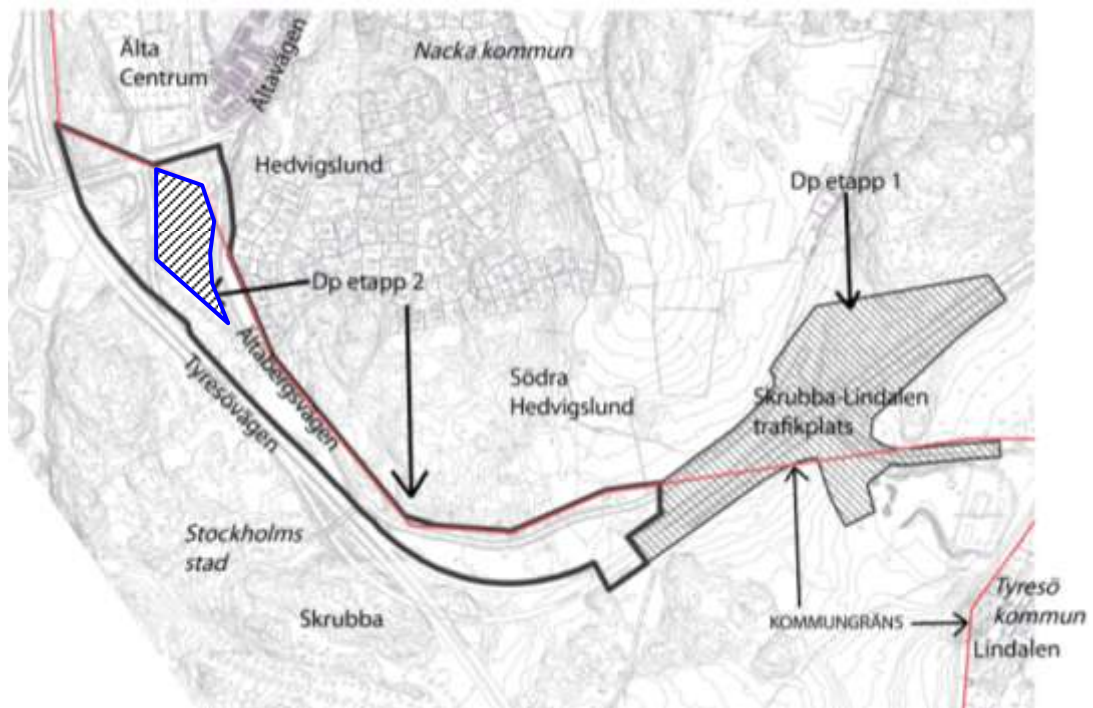 Älta
Centrum
Ältavägen
Nacka kommun
Hedvigslund
Dp etapp 1
Dp etapp 2
Ältabergsvägen
Tyresövägen
Södra
Hedvigslund
Skrubba-Lindalen
trafikplats
Stockholms
stad
Skrubba
KOMMUNGRÄNS
Tyresö
kommun
Lindalen